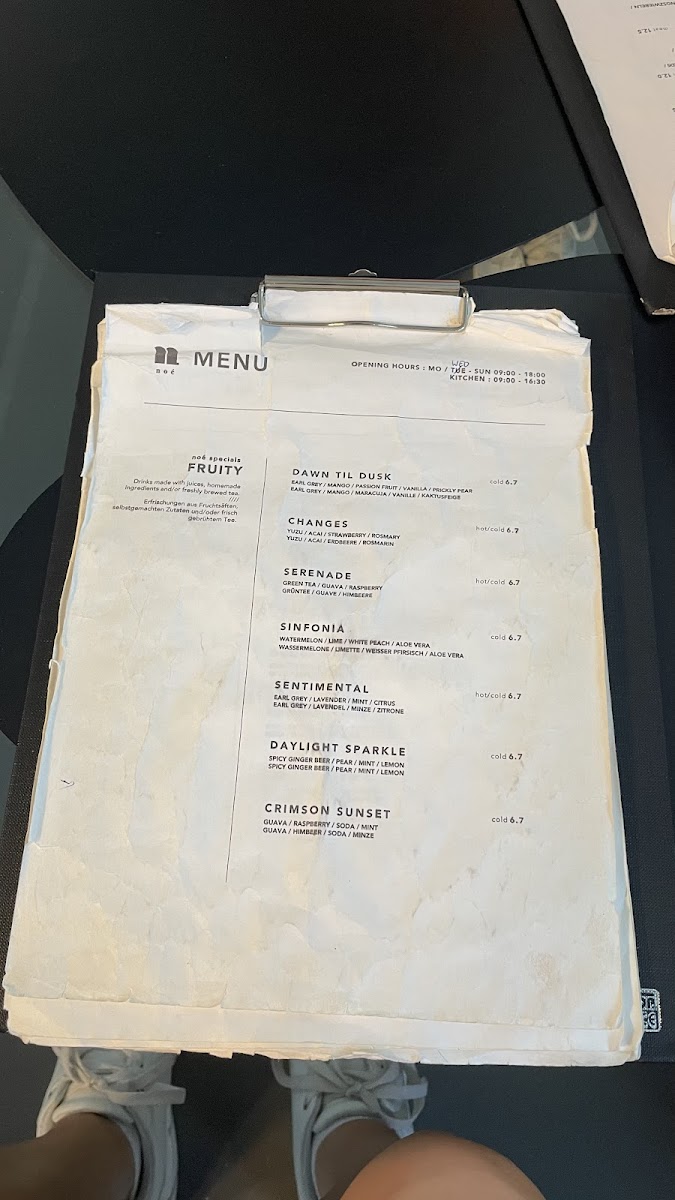 MENU
noé
OPENING HOURS : MO / TUE - SUN 09:00 - 18:00
WED
KITCHEN : 09:00 - 16:30
noé specials
FRUITY
Drinks made with juices, homemade
ingredients and/or freshly brewed tea.
////
Erfrischungen aus Fruchtsäften,
selbstgemachten Zutaten und/oder frisch
gebrühtem Tee.
DAWN TIL DUSK cold 6.7
EARL GREY / MANGO / PASSION FRUIT / VANILLA / PRICKLY PEAR
EARL GREY / MANGO / MARACUJA / VANILLE / KAKTUSFEIGE
CHANGES hot/cold 6.7
YUZU / ACAI / STRAWBERRY / ROSMARY
YUZU / ACAI / ERDBEERE / ROSMARIN
SERENADE hot/cold 6.7
GREEN TEA / GUAVA / RASPBERRY
GRÜNTEE / GUAVE / HIMBEERE
SINFONIA cold 6.7
WATERMELON / LIME / WHITE PEACH / ALOE VERA
WASSERMELONE / LIMETTE / WEISSER PFIRSISCH / ALOE VERA
SENTIMENTAL hot/cold 6.7
EARL GREY / LAVENDER / MINT / CITRUS
EARL GREY / LAVENDEL / MINZE / ZITRONE
DAYLIGHT SPARKLE cold 6.7
SPICY GINGER BEER / PEAR / MINT / LEMON
SPICY GINGER BEER / PEAR / MINT / LEMON
CRIMSON SUNSET cold 6.7
GUAVA / RASPBERRY / SODA / MINT
GUAVA / HIMBEER / SODA / MINZE